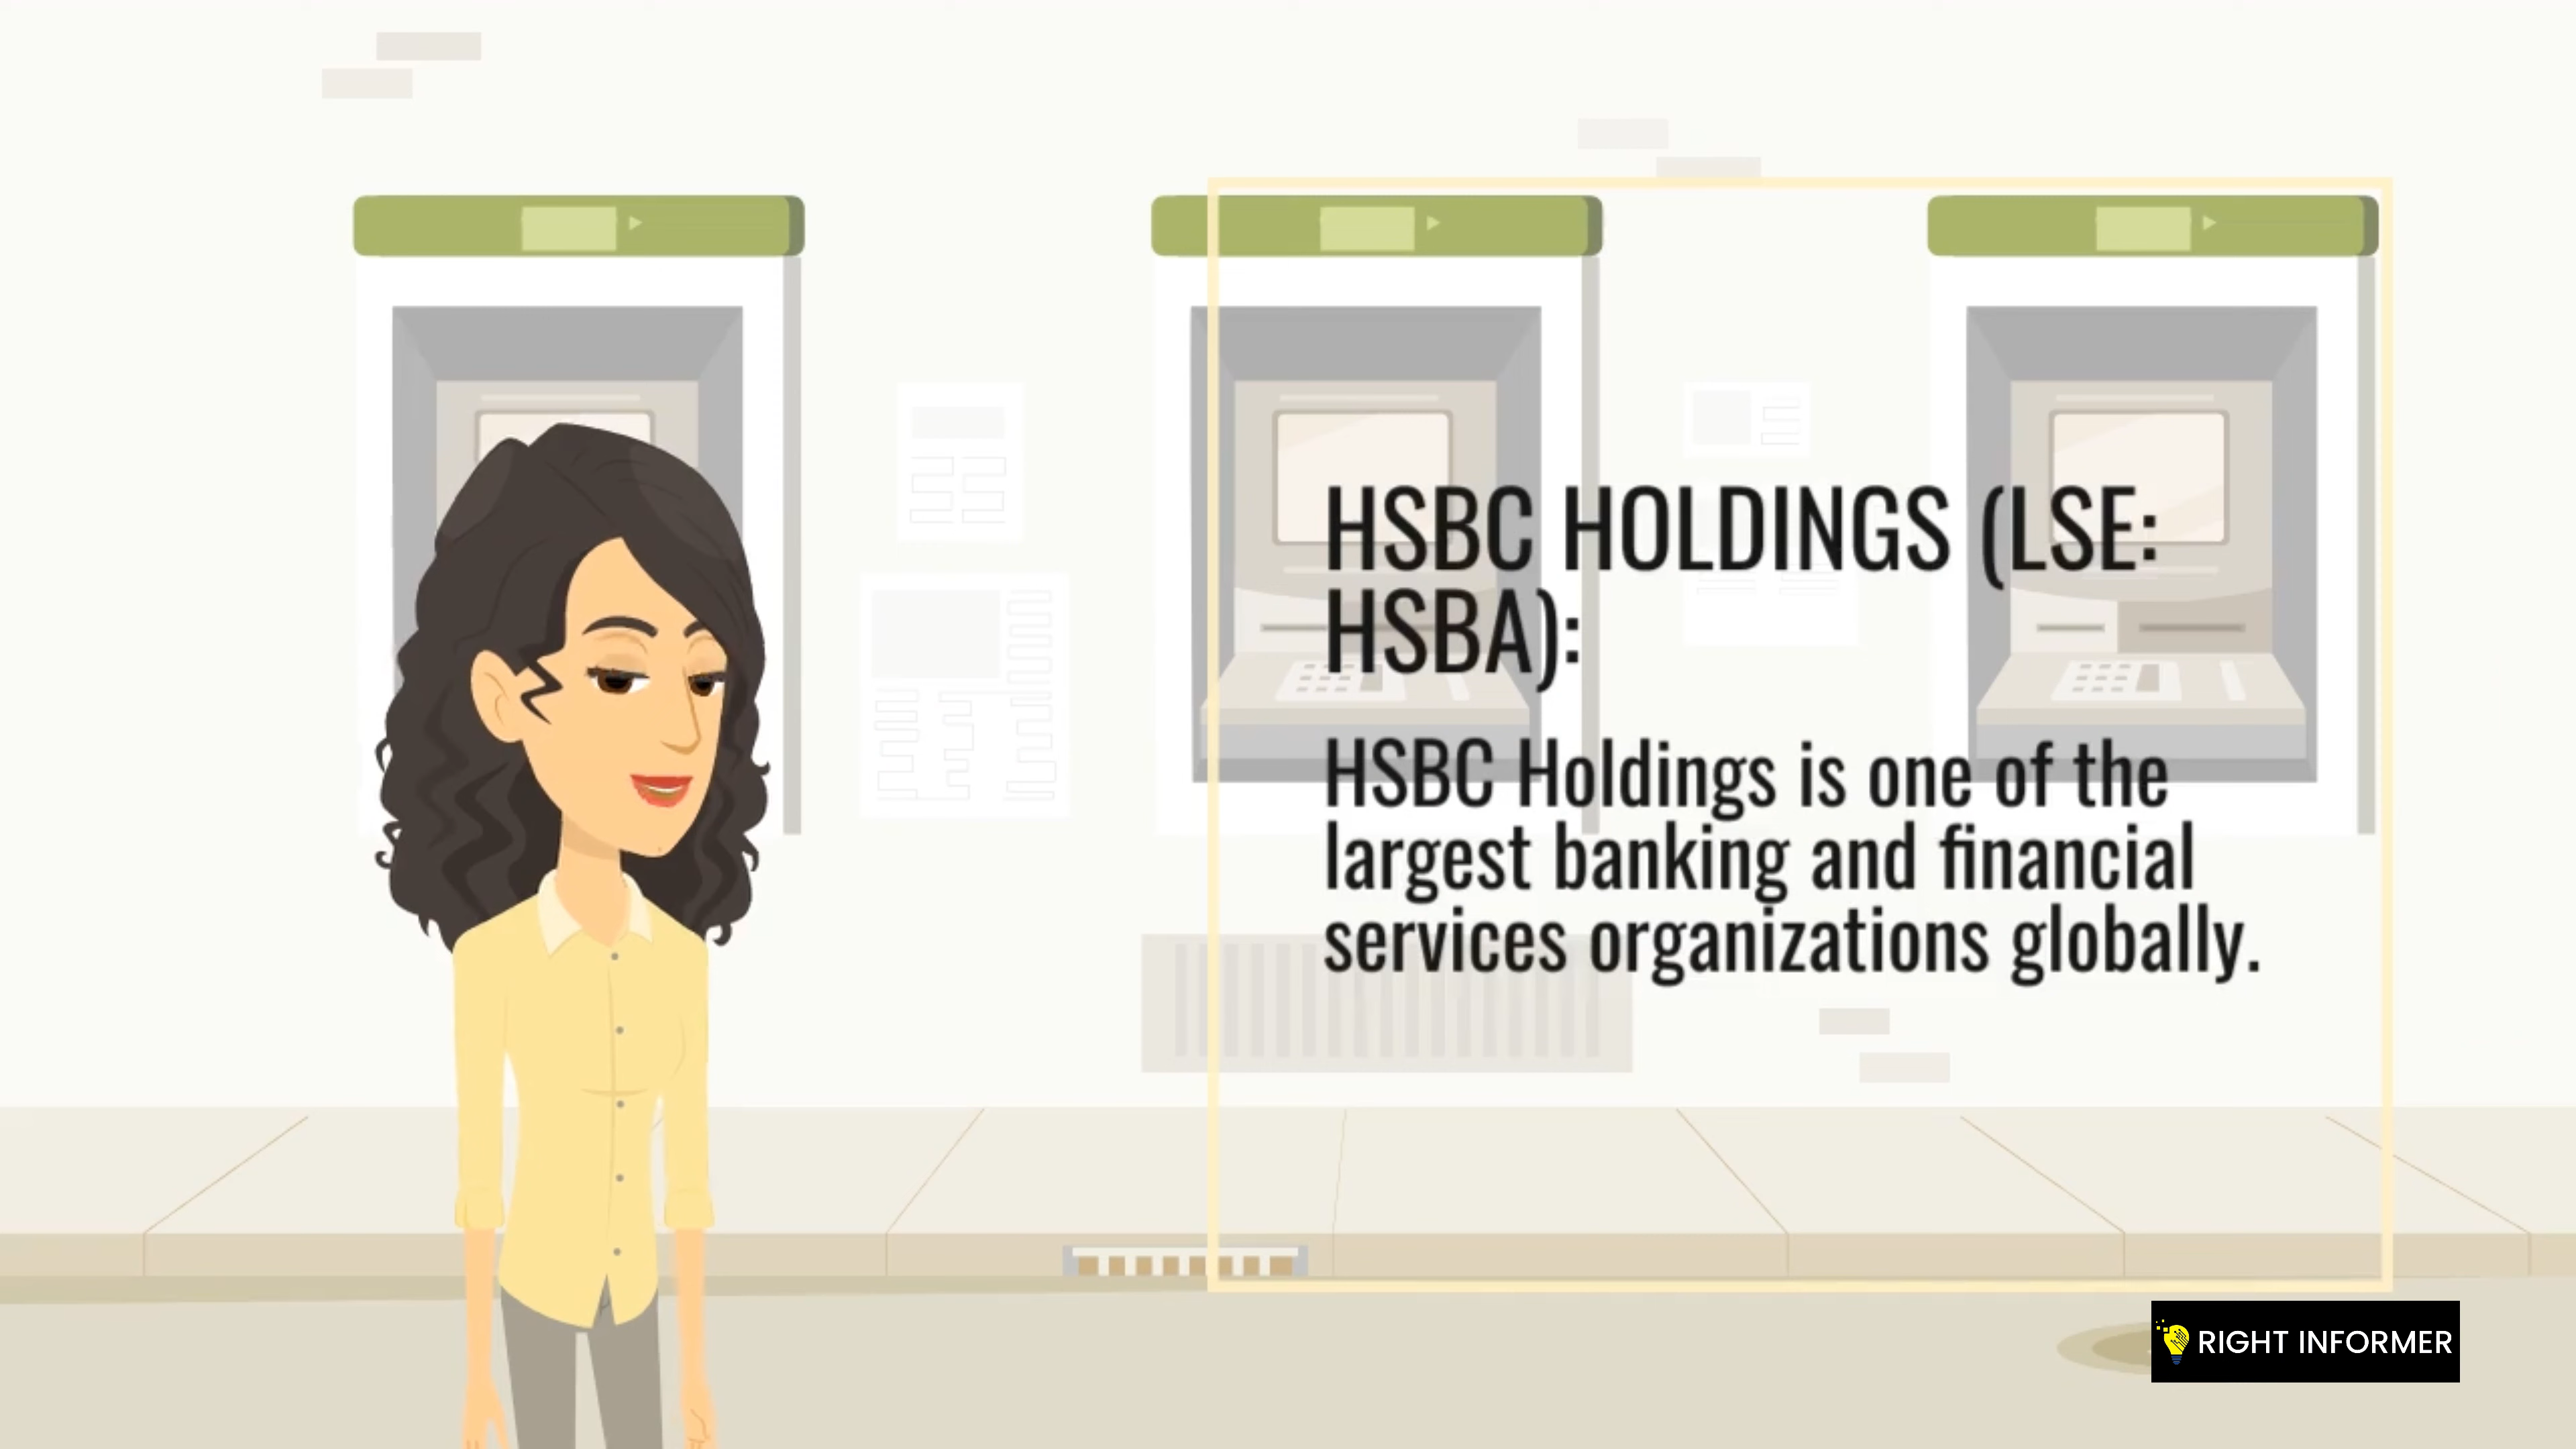 HSBC HOLDINGS (LSE:
HSBA):
HSBC Holdings is one of the
largest banking and financial
services organizations globally.
RIGHT INFORMER